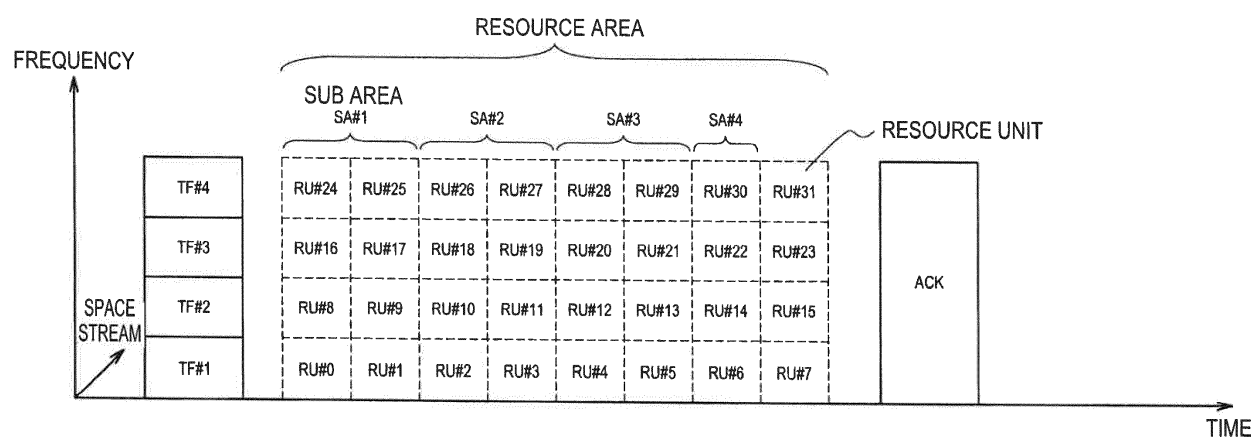 RESOURCE AREA
FREQUENCY
SUB AREA
SA#1 SA#2 SA#3 SA#4
RESOURCE UNIT
TF#4 RU#24 RU#25 RU#26 RU#27 RU#28 RU#29 RU#30 RU#31
TF#3 RU#16 RU#17 RU#18 RU#19 RU#20 RU#21 RU#22 RU#23
ACK
SPACE
STREAM
TF#2 RU#8 RU#9 RU#10 RU#11 RU#12 RU#13 RU#14 RU#15
TF#1 RU#0 RU#1 RU#2 RU#3 RU#4 RU#5 RU#6 RU#7
TIME